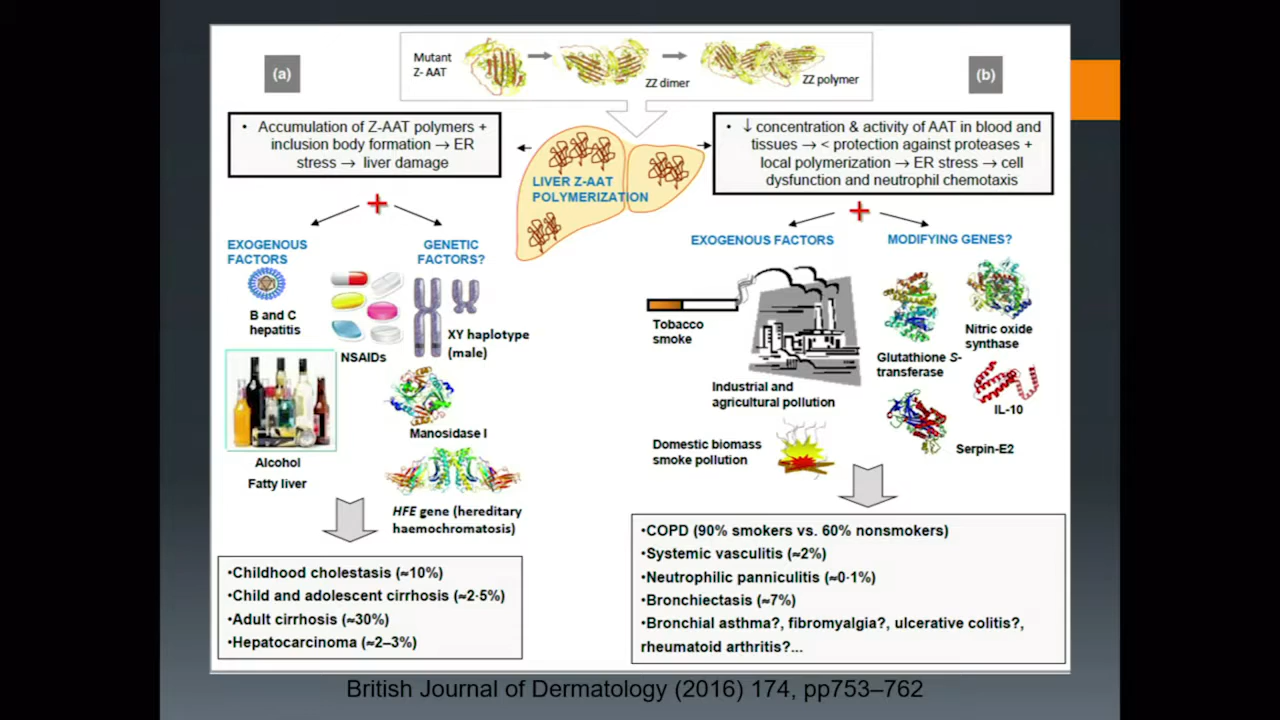 (a)
Mutant
Z- AAT
ZZ dimer
ZZ polymer
(b)
• Accumulation of Z-AAT polymers +
inclusion body formation → ER
stress → liver damage
LIVER Z-AAT
POLYMERIZATION
• ↓ concentration & activity of AAT in blood and
tissues → < protection against proteases +
local polymerization → ER stress → cell
dysfunction and neutrophil chemotaxis
+
EXOGENOUS
FACTORS
GENETIC
FACTORS?
B and C
hepatitis
NSAIDs
XY haplotype
(male)
Manosidase I
Alcohol
Fatty liver
HFE gene (hereditary
haemochromatosis)
•Childhood cholestasis (≈10%)
•Child and adolescent cirrhosis (≈2·5%)
•Adult cirrhosis (≈30%)
•Hepatocarcinoma (≈2–3%)
+
EXOGENOUS FACTORS
MODIFYING GENES?
Tobacco
smoke
Industrial and
agricultural pollution
Domestic biomass
smoke pollution
Nitric oxide
synthase
Glutathione S-
transferase
IL-10
Serpin-E2
•COPD (90% smokers vs. 60% nonsmokers)
•Systemic vasculitis (≈2%)
•Neutrophilic panniculitis (≈0·1%)
•Bronchiectasis (≈7%)
•Bronchial asthma?, fibromyalgia?, ulcerative colitis?,
rheumatoid arthritis?...
British Journal of Dermatology (2016) 174, pp753–762